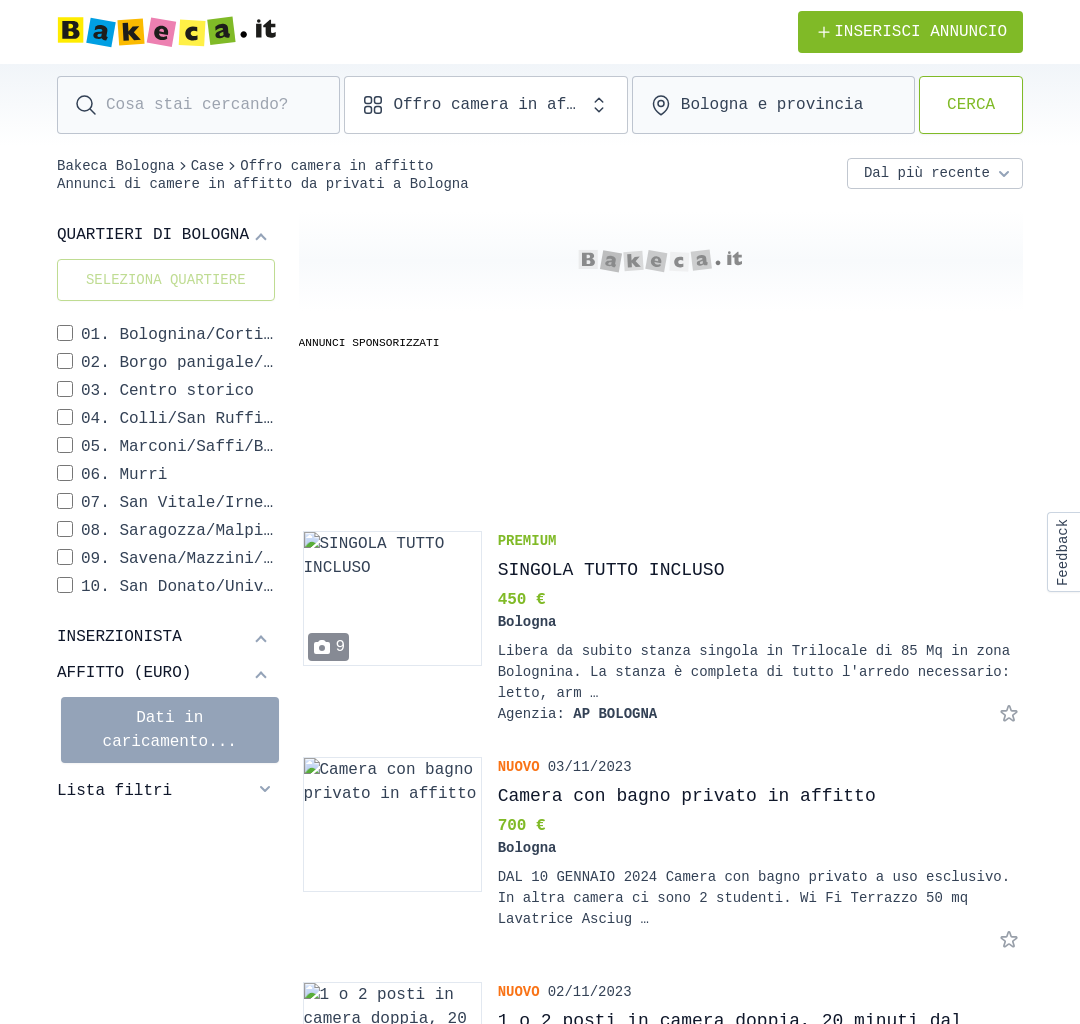 Bakeca.it
INSERISCI ANNUNCIO
Cosa stai cercando?
Offro camera in af…
Bologna e provincia
CERCA
Bakeca Bologna > Case > Offro camera in affitto
Annunci di camere in affitto da privati a Bologna
Dal più recente
QUARTIERI DI BOLOGNA
SELEZIONA QUARTIERE
01. Bolognina/Corti…
02. Borgo panigale/…
03. Centro storico
04. Colli/San Ruffi…
05. Marconi/Saffi/B…
06. Murri
07. San Vitale/Irne…
08. Saragozza/Malpi…
09. Savena/Mazzini/…
10. San Donato/Univ…
INSERZIONISTA
AFFITTO (EURO)
Dati in
caricamento...
Lista filtri
Bakeca.it
ANNUNCI SPONSORIZZATI
SINGOLA TUTTO
INCLUSO
9
PREMIUM
SINGOLA TUTTO INCLUSO
450 €
Bologna
Libera da subito stanza singola in Trilocale di 85 Mq in zona
Bolognina. La stanza è completa di tutto l'arredo necessario:
letto, arm …
Agenzia: AP BOLOGNA
Camera con bagno
privato in affitto
NUOVO 03/11/2023
Camera con bagno privato in affitto
700 €
Bologna
DAL 10 GENNAIO 2024 Camera con bagno privato a uso esclusivo.
In altra camera ci sono 2 studenti. Wi Fi Terrazzo 50 mq
Lavatrice Asciug …
1 o 2 posti in
camera doppia, 20
NUOVO 02/11/2023
1 o 2 posti in camera doppia, 20 minuti dal
Feedback